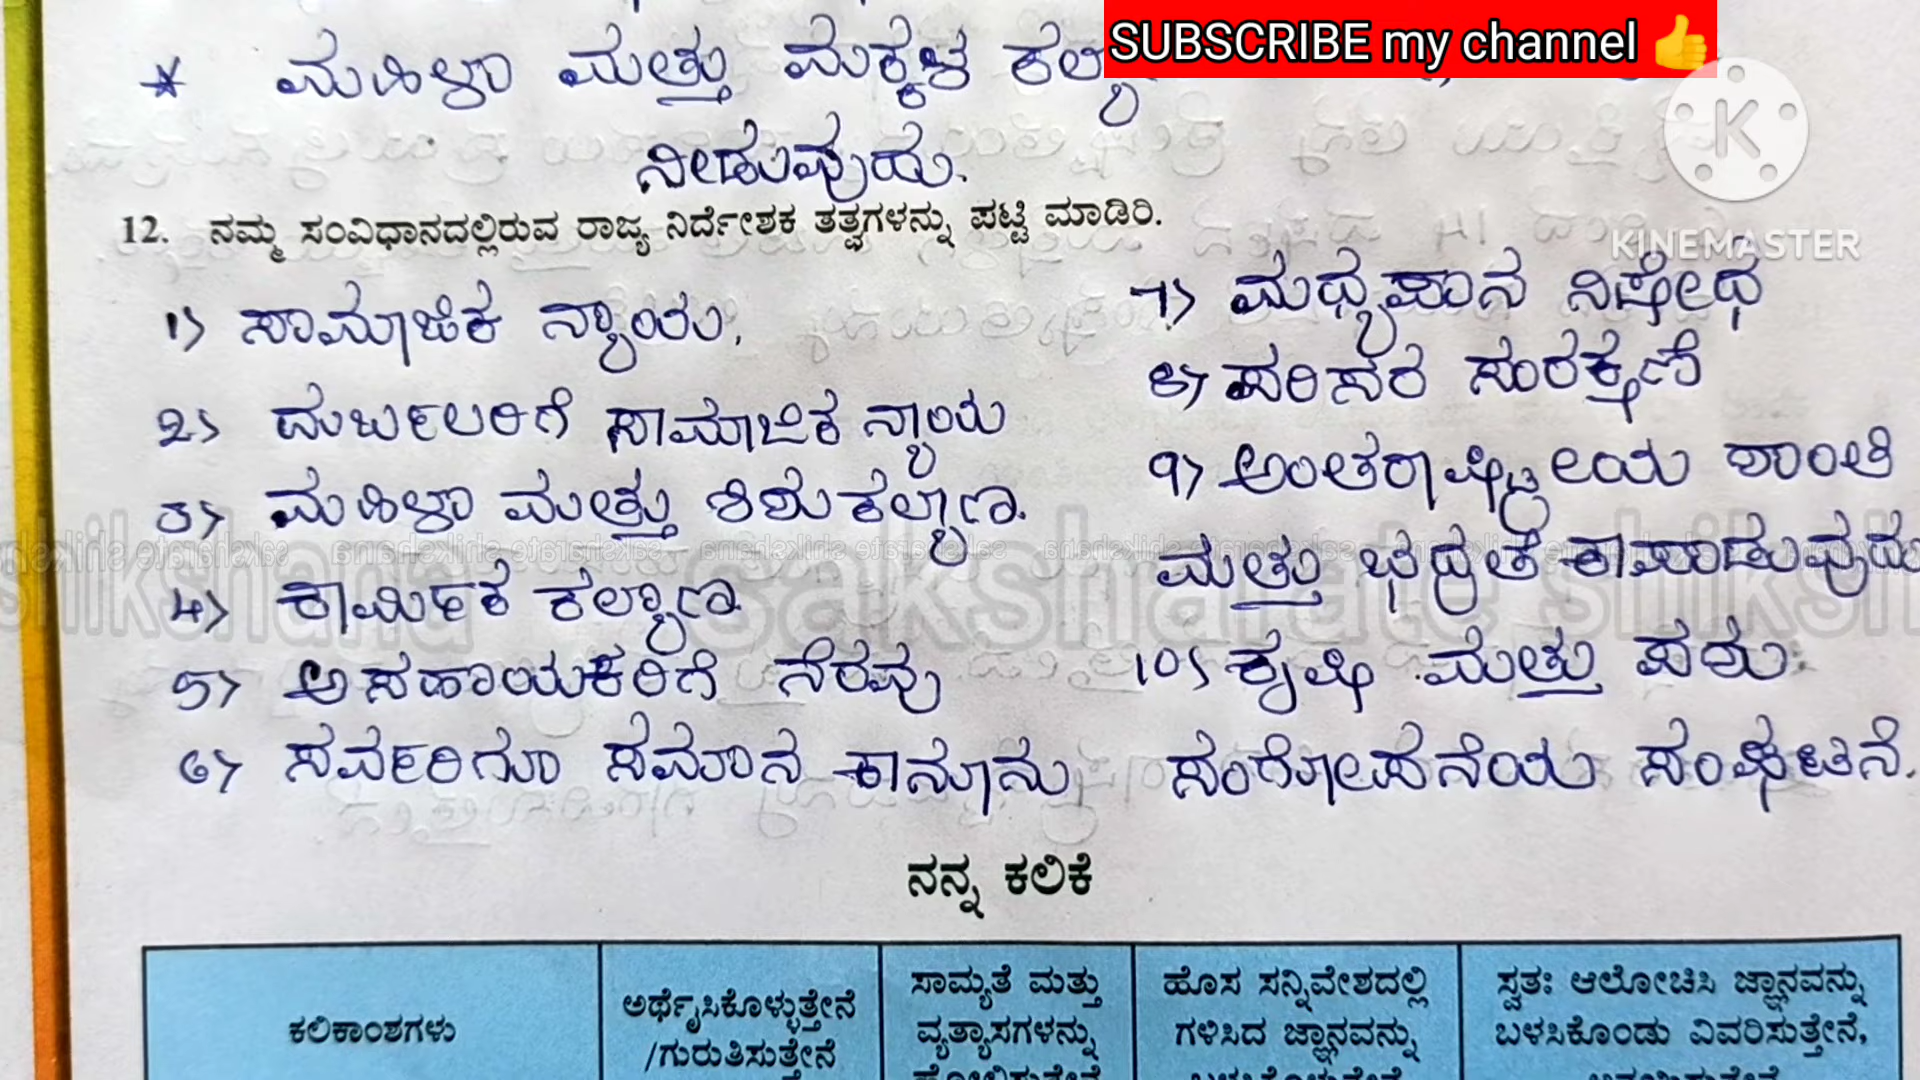 SUBSCRIBE my channel 👍
* ಮಹಿಳಾ ಮತ್ತು ಮಕ್ಕಳ
ನೀಡುವುದು.
K
KINEMASTER
12. ನಮ್ಮ ಸಂವಿಧಾನದಲ್ಲಿರುವ ರಾಜ್ಯ ನಿರ್ದೇಶಕ ತತ್ವಗಳನ್ನು ಪಟ್ಟಿ ಮಾಡಿರಿ.
1) ಸಾಮಾಜಿಕ ನ್ಯಾಯ,
2) ದುರ್ಬಲರಿಗೆ ಸಾಮಾಜಿಕ ನ್ಯಾಯ
3) ಮಹಿಳಾ ಮತ್ತು ಶಿಶುಕಲ್ಯಾಣ.
4) ಕಾರ್ಮಿಕ ಕಲ್ಯಾಣ
5) ಅಸಹಾಯಕರಿಗೆ ನೆರವು
6) ಸರ್ವರಿಗೂ ಸಮಾನ ಕಾನೂನು
7) ಮಧ್ಯಪಾನ ನಿಷೇಧ
8) ಪರಿಸರ ಸಂರಕ್ಷಣೆ
9) ಅಂತರಾಷ್ಟ್ರೀಯ ಶಾಂತಿ
ಮತ್ತು ಭದ್ರತೆ ಕಾಪಾಡುವುದು
10) ಕೃಷಿ ಮತ್ತು ಪಶು
ಸಂಗೋಪನೆಯ ಸಂಘಟನೆ.
saksharate shikshana
ನನ್ನ ಕಲಿಕೆ
ಕಲಿಕಾಂಶಗಳು
ಅರ್ಥೈಸಿಕೊಳ್ಳುತ್ತೇನೆ
/ಗುರುತಿಸುತ್ತೇನೆ
ಸಾಮ್ಯತೆ ಮತ್ತು
ವ್ಯತ್ಯಾಸಗಳನ್ನು
ಹೊಸ ಸನ್ನಿವೇಶದಲ್ಲಿ
ಗಳಿಸಿದ ಜ್ಞಾನವನ್ನು
ಸ್ವತಃ ಆಲೋಚಿಸಿ ಜ್ಞಾನವನ್ನು
ಬಳಸಿಕೊಂಡು ವಿವರಿಸುತ್ತೇನೆ,